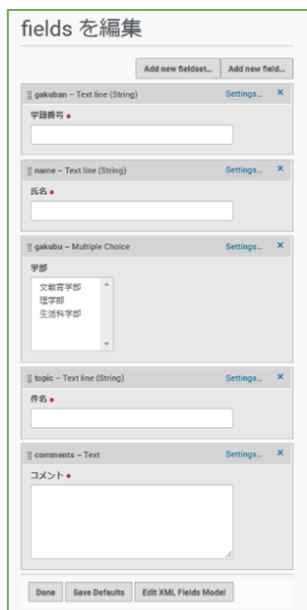 fields を編集
Add new fieldset... Add new field...
gakuban – Text line (String) Settings... ×
学籍番号
name – Text line (String) Settings... ×
氏名
gakubu – Multiple Choice Settings... ×
学部
文教育学部
理学部
生活科学部
topic – Text line (String) Settings... ×
件名
comments – Text Settings... ×
コメント
Done Save Defaults Edit XML Fields Model